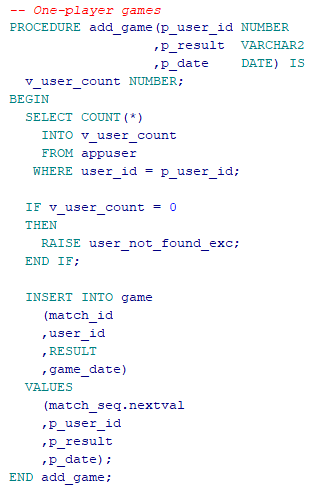 -- One-player games
PROCEDURE add_game(p_user_id NUMBER
                  ,p_result  VARCHAR2
                  ,p_date    DATE) IS
  v_user_count NUMBER;
BEGIN
  SELECT COUNT(*)
    INTO v_user_count
    FROM appuser
   WHERE user_id = p_user_id;

  IF v_user_count = 0
  THEN
    RAISE user_not_found_exc;
  END IF;

  INSERT INTO game
    (match_id
    ,user_id
    ,RESULT
    ,game_date)
  VALUES
    (match_seq.nextval
    ,p_user_id
    ,p_result
    ,p_date);
END add_game;